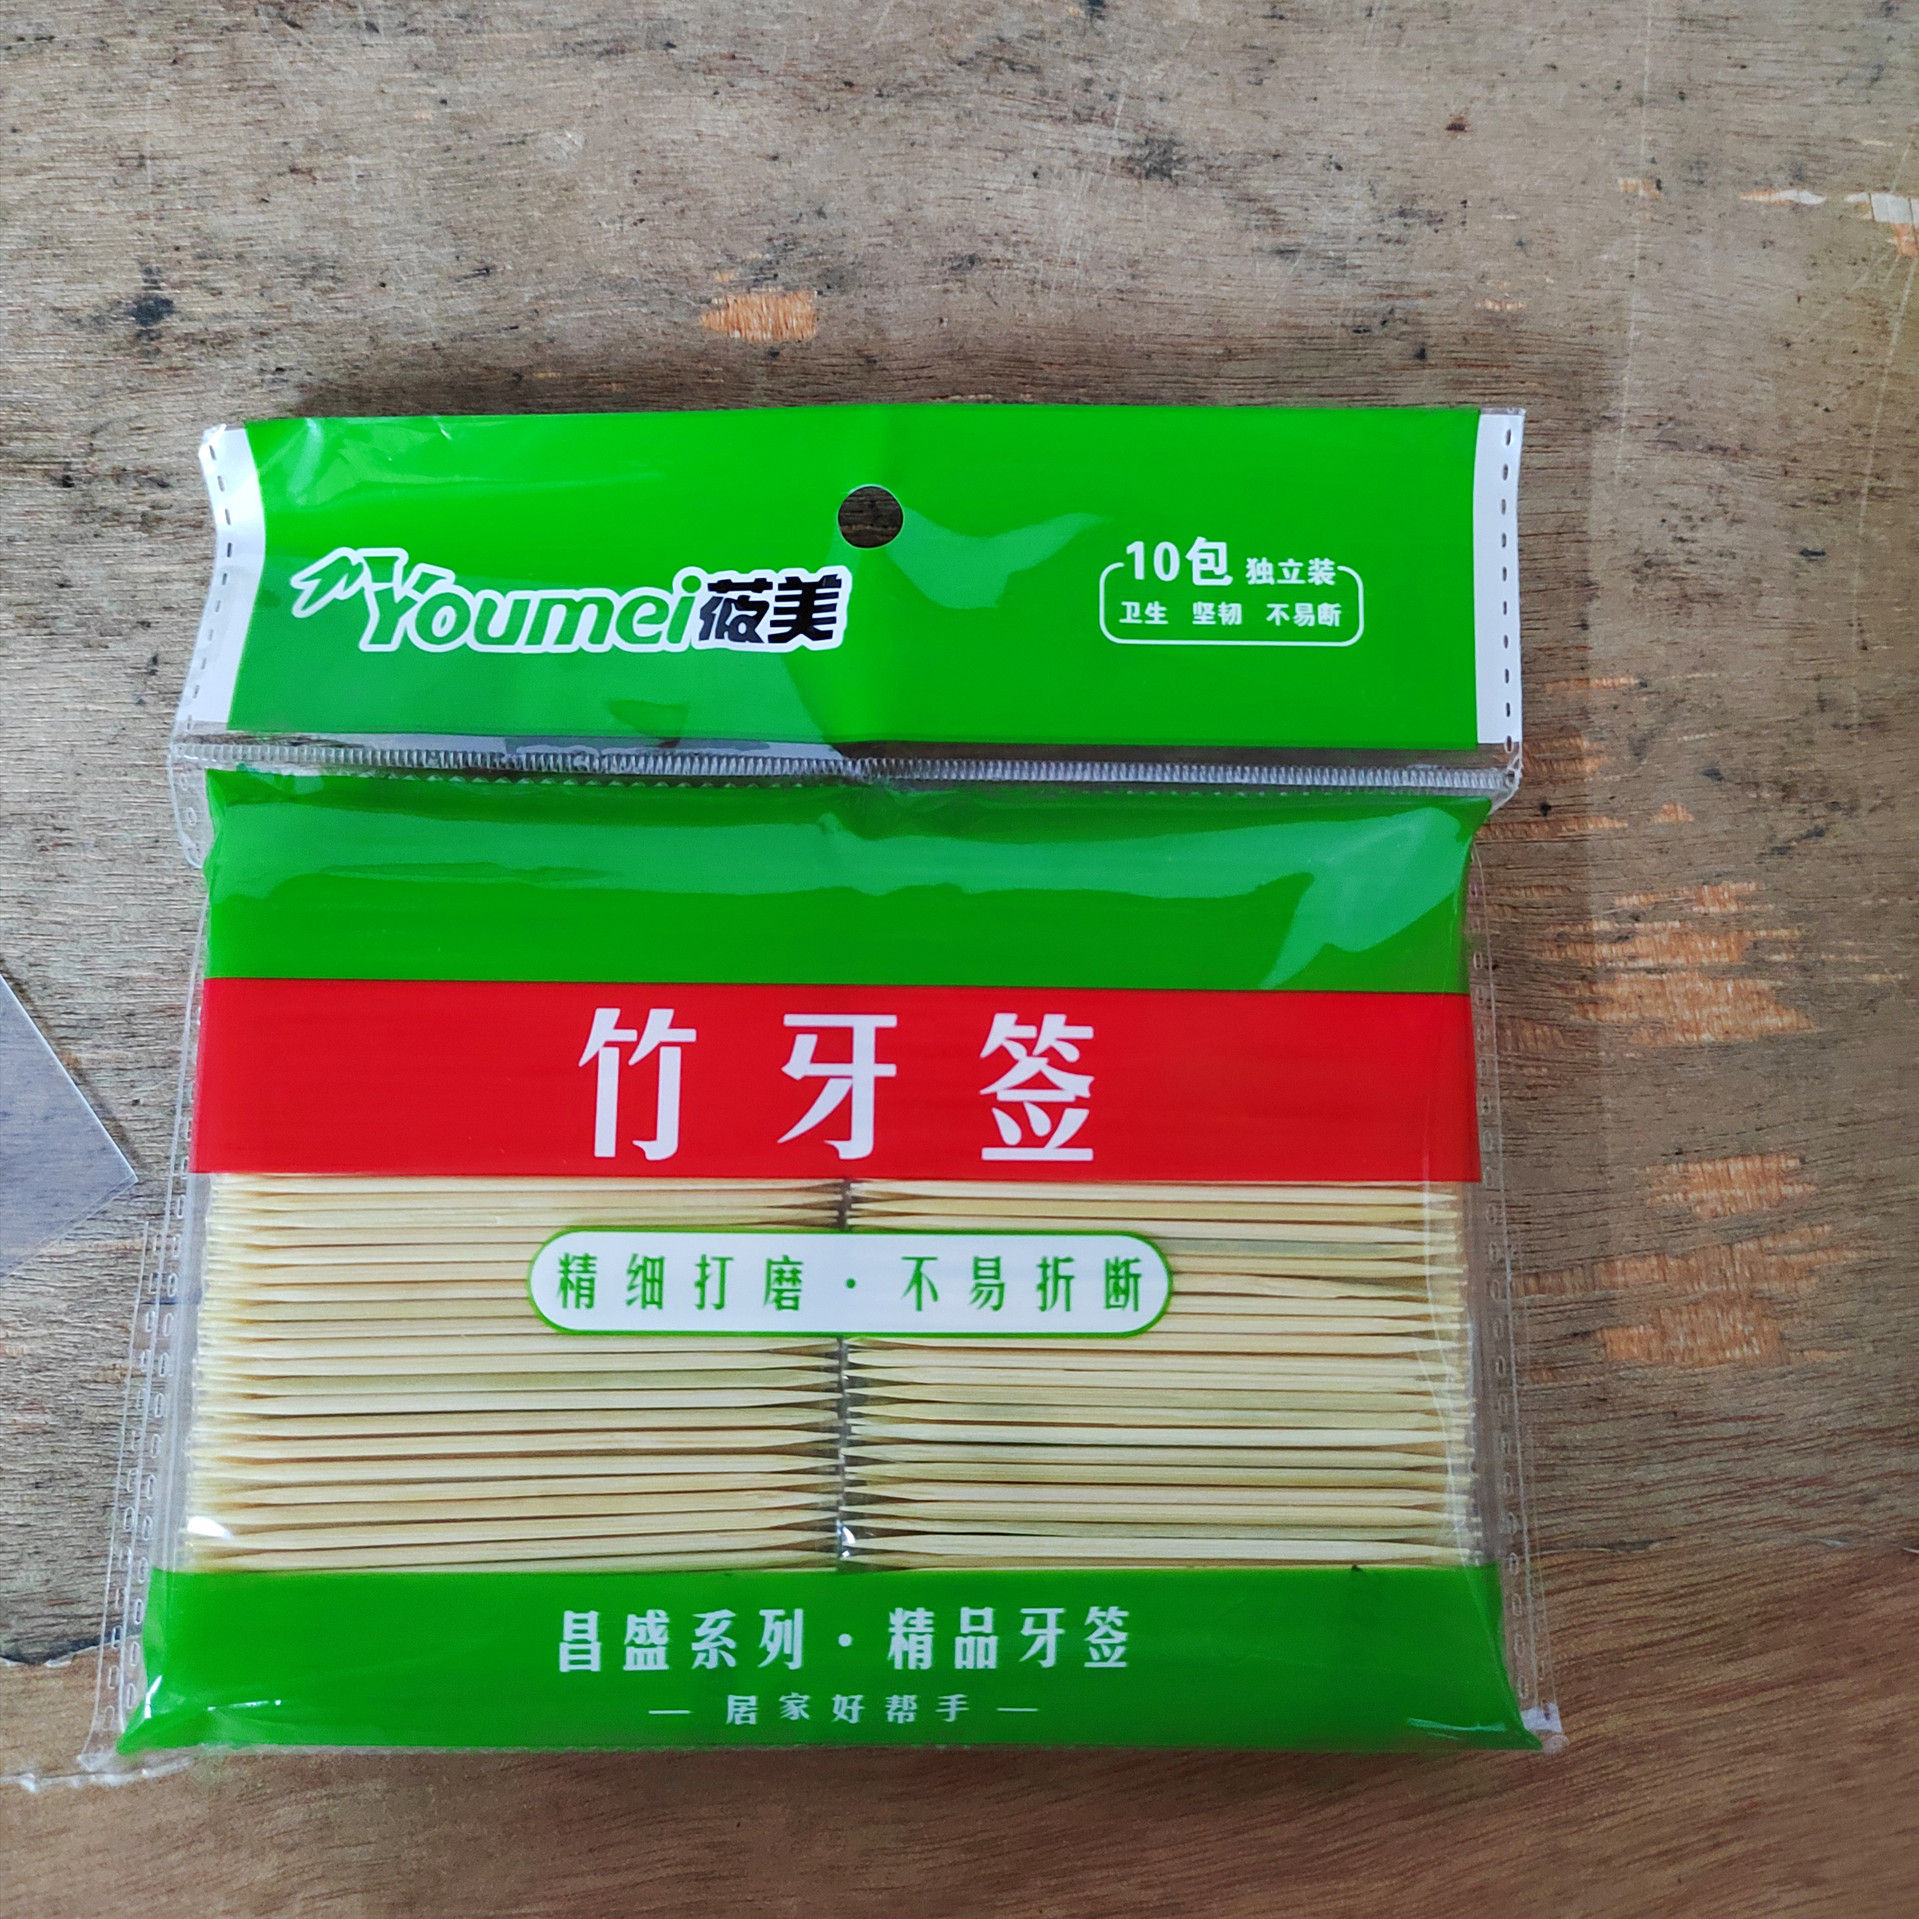 Youmei莜美
10包 独立装
卫生 坚韧 不易断
竹牙签
精细打磨·不易折断
昌盛系列·精品牙签
— 居家好帮手 —